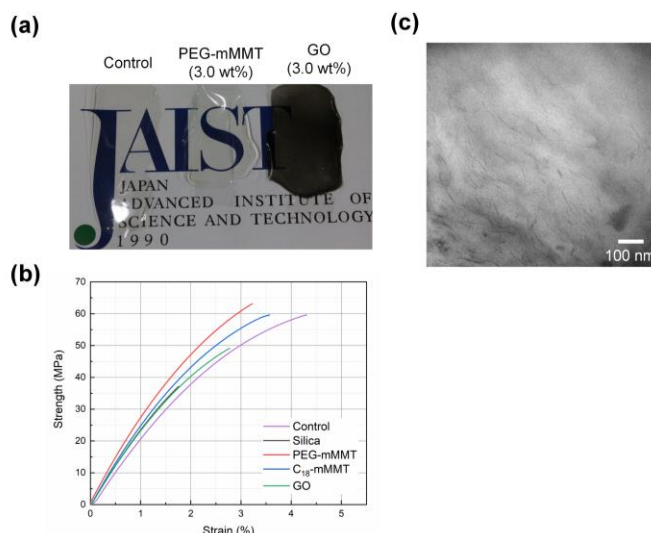 (a)
Control
PEG-mMMT
(3.0 wt%)
GO
(3.0 wt%)
JAIST
JAPAN
ADVANCED INSTITUTE OF
SCIENCE AND TECHNOLOGY
1990
(b)
70
60
50
40
30
20
10
0
Strength (MPa)
0 1 2 3 4 5
Strain (%)
Control
Silica
PEG-mMMT
C₁₈-mMMT
GO
(c)
100 nm